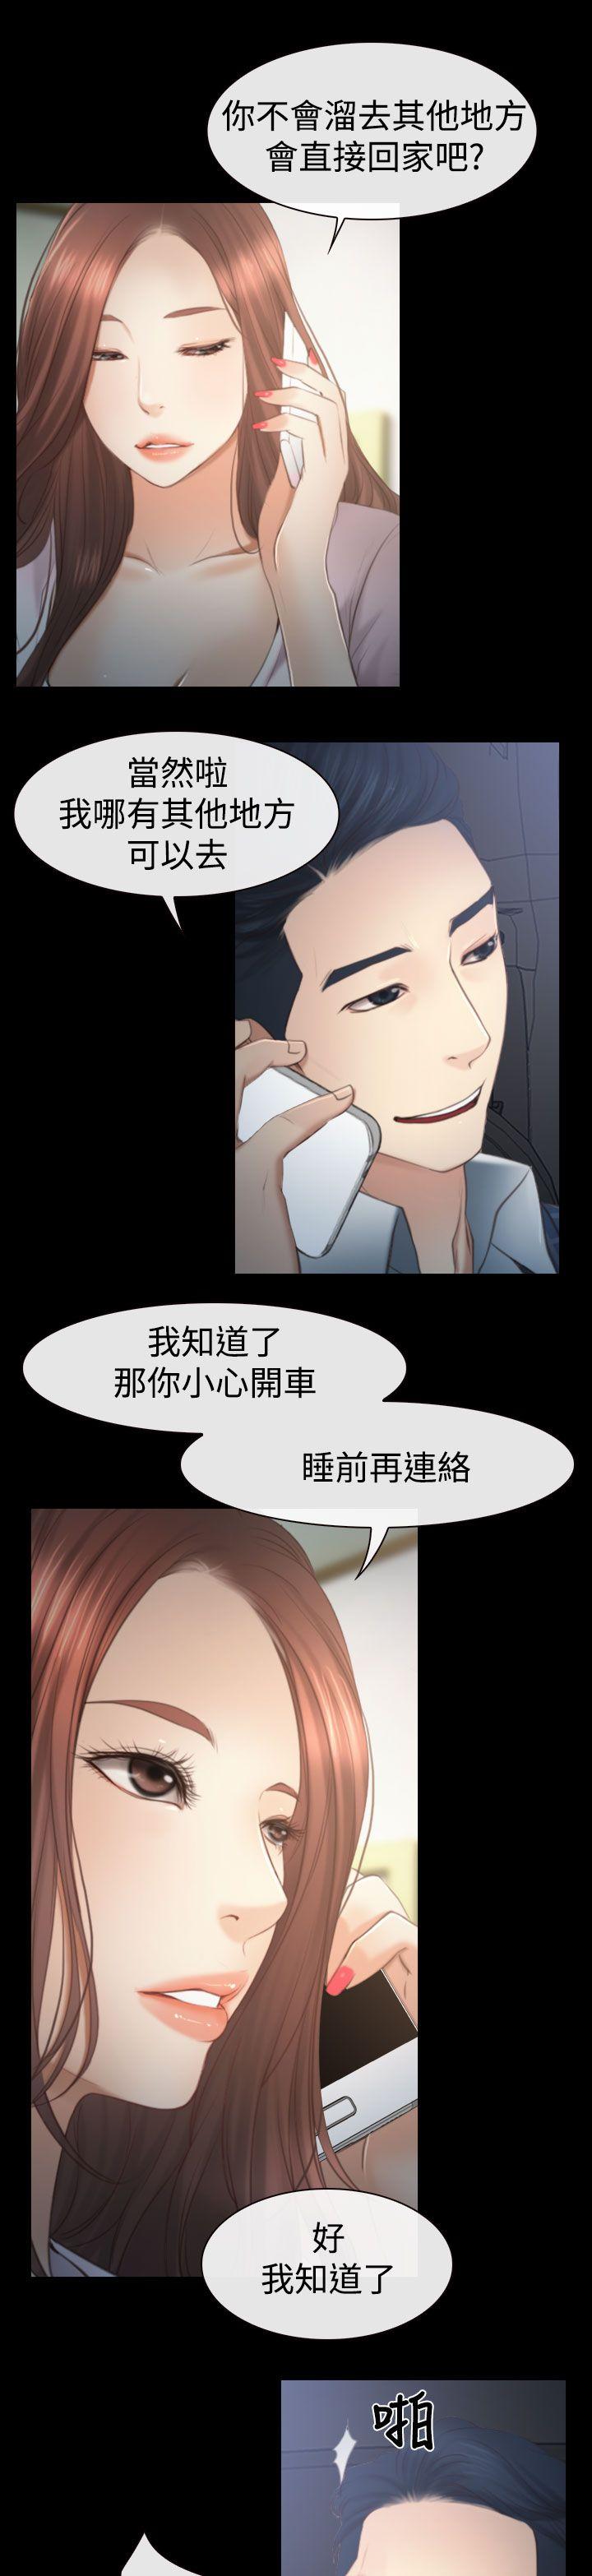 你不會溜去其他地方
會直接回家吧?
當然啦
我哪有其他地方
可以去
我知道了
那你小心開車
睡前再連絡
好
我知道了
啪